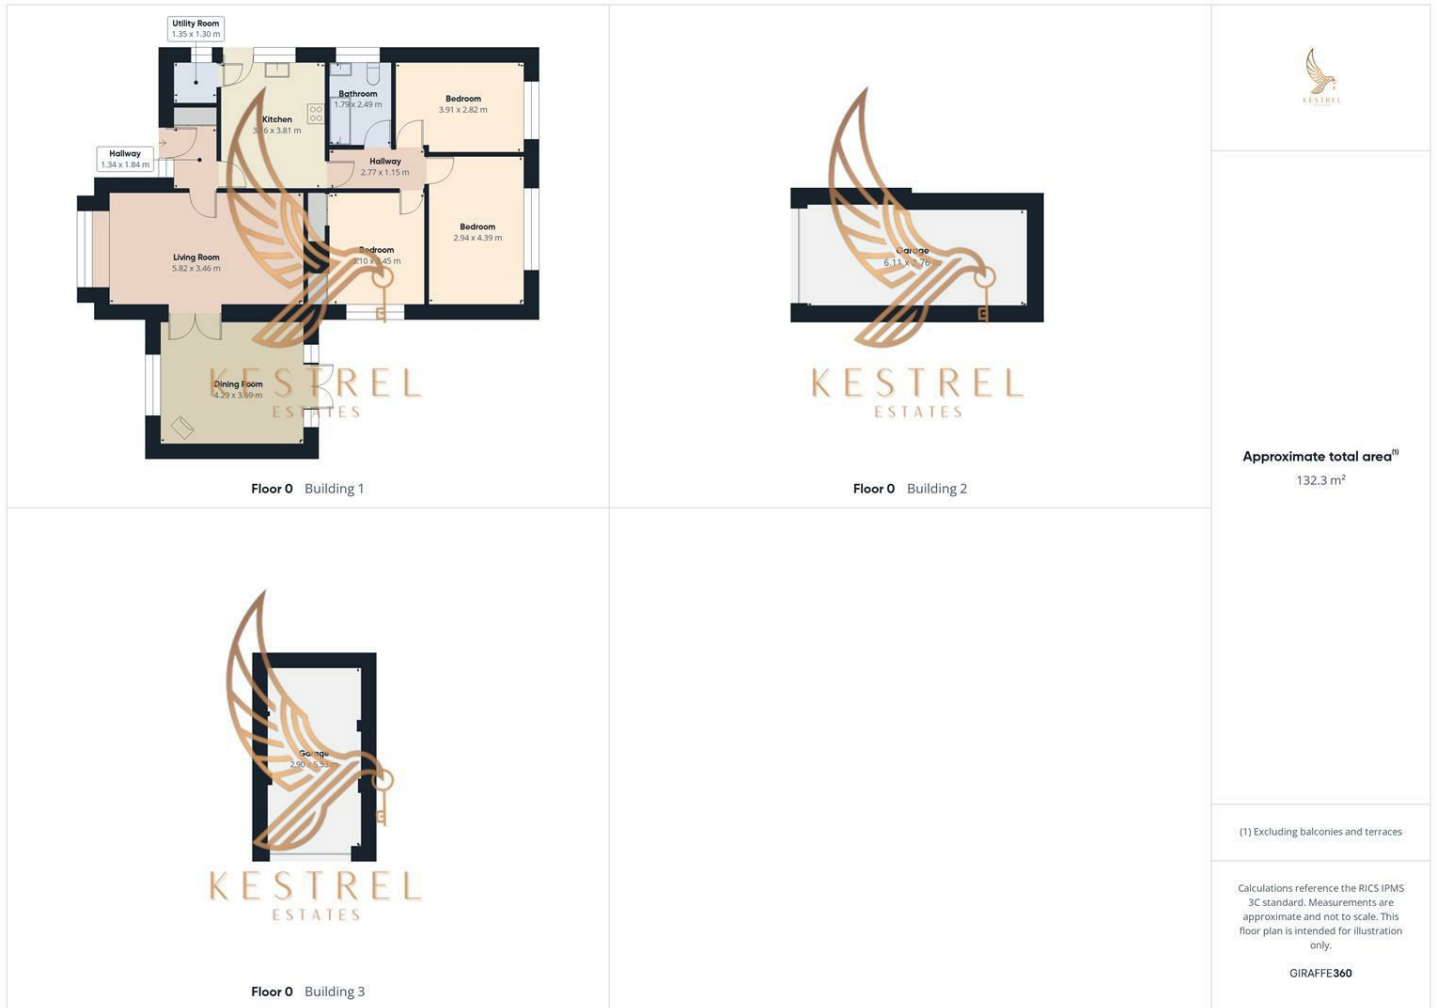 Utility Room
1.35 x 1.30 m
Kitchen
x 3.81 m
Bathroom
1.79 x 2.49 m
Bedroom
3.91 x 2.82 m
Hallway
1.34 x 1.84 m
Hallway
2.77 x 1.15 m
Living Room
5.82 x 3.46 m
Bedroom
Bedroom
2.94 x 4.39 m
Dining Room
KESTREL
ESTATES
Floor 0 Building 1
Garage
KESTREL
ESTATES
Floor 0 Building 2
Garage
KESTREL
ESTATES
Floor 0 Building 3
KESTREL
Approximate total area(1)
132.3 m²
(1) Excluding balconies and terraces
Calculations reference the RICS IPMS
3C standard. Measurements are
approximate and not to scale. This
floor plan is intended for illustration
only.
GIRAFFE360